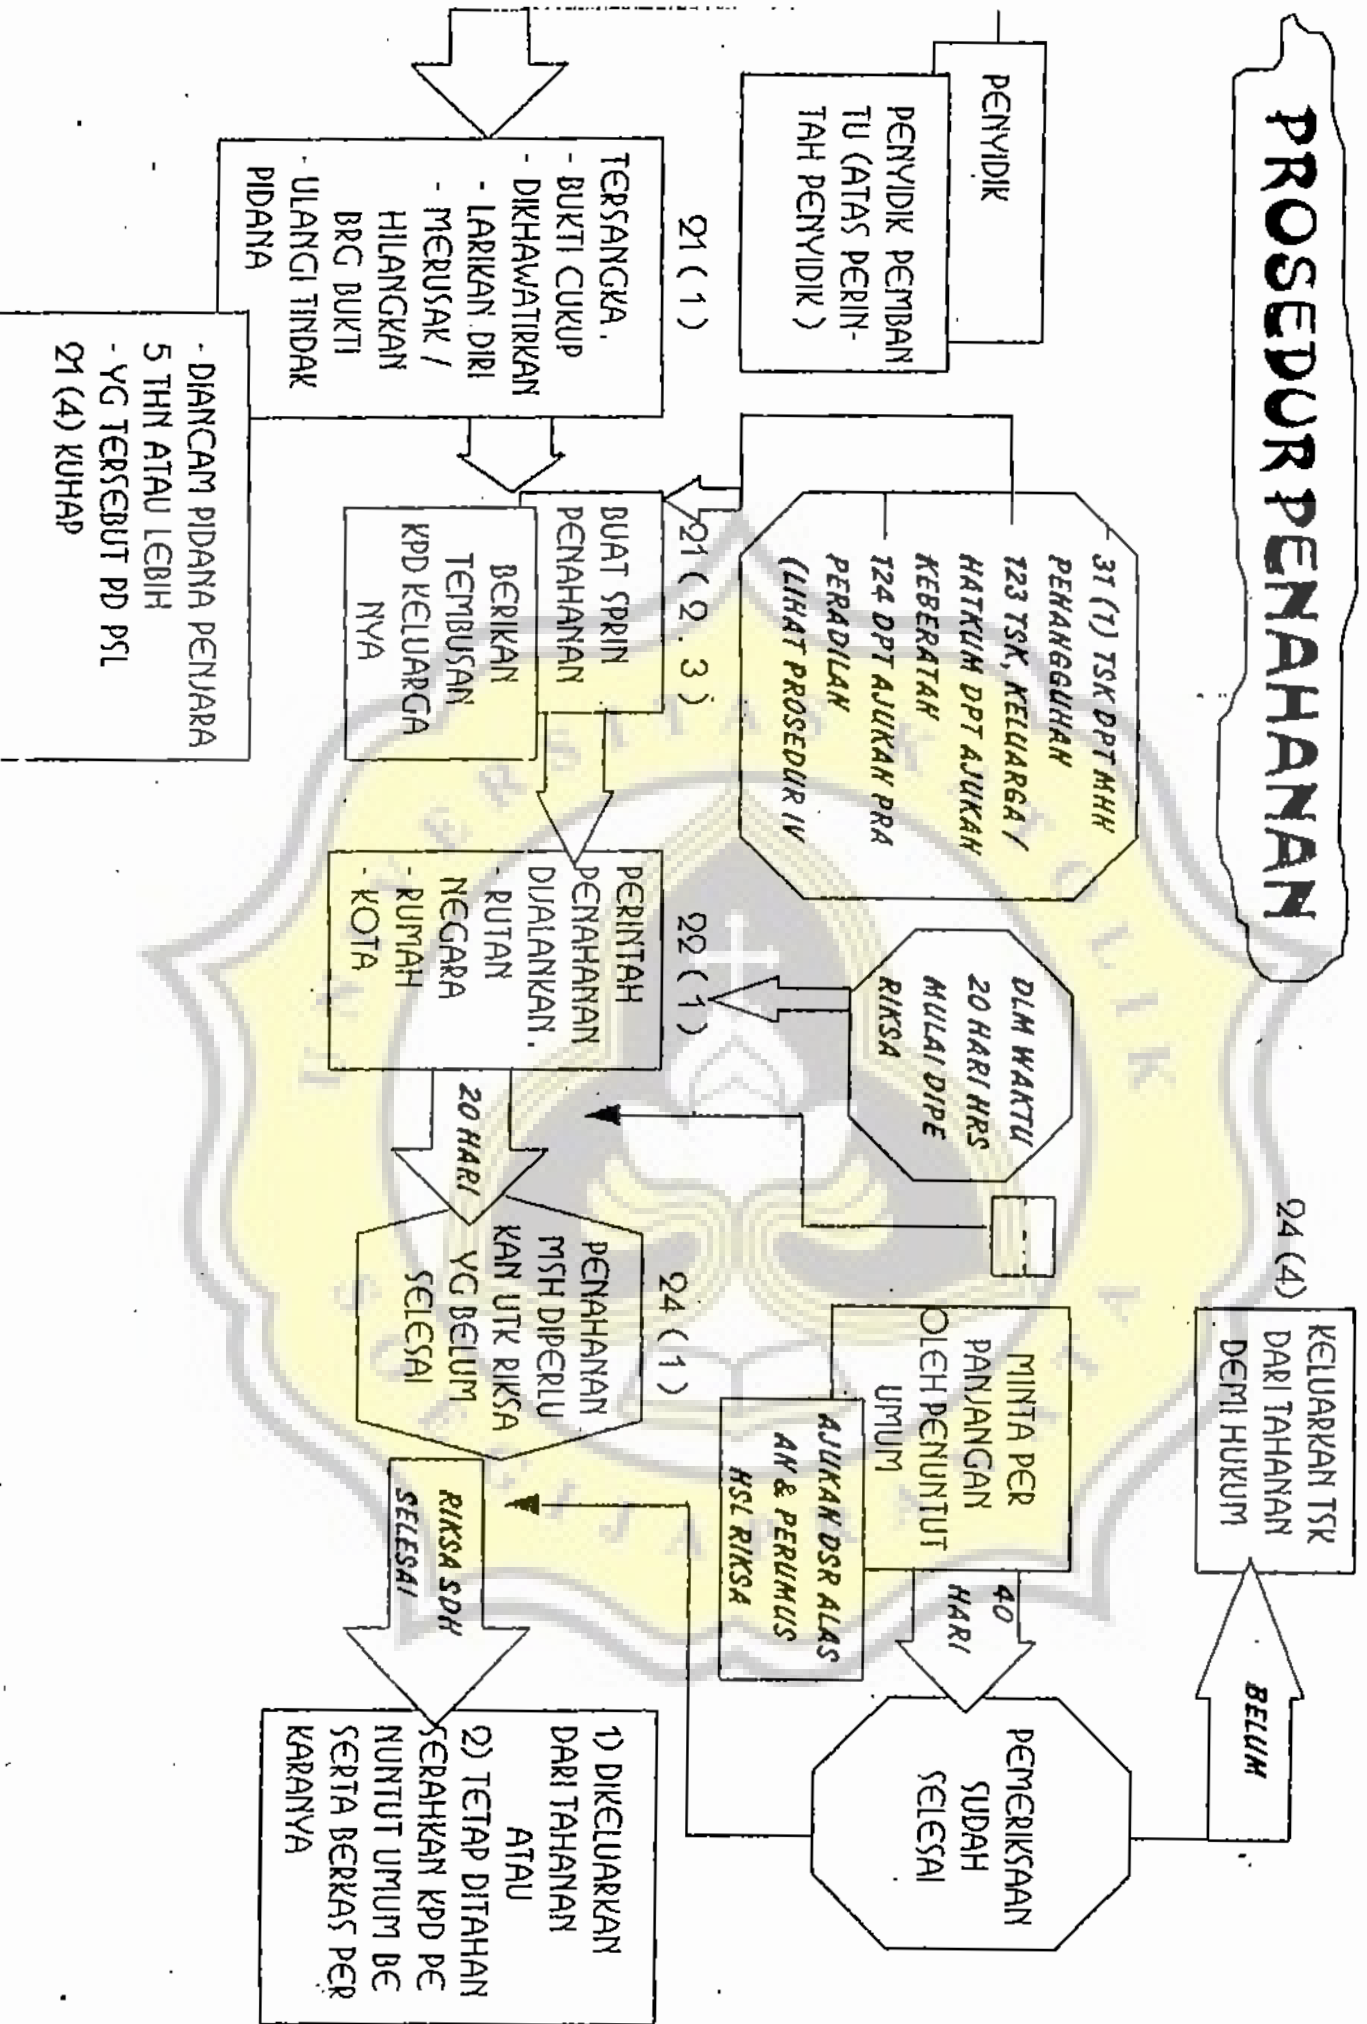 PROSEDUR PENAHANAN
PENYIDIK
PENYIDIK PEMBAN
TU (ATAS PERIN-
TAH PENYIDIK )
21 ( 1 )
TERSANGKA.
- BUKTI CUKUP
- DIKHAWATIRKAN
- LARIKAN DIRI
- MERUSAK /
HILANGKAN
BRG BUKTI
- ULANGI TINDAK
PIDANA
- DIANCAM PIDANA PENJARA
5 THN ATAU LEBIH
- YG TERSEBUT PD PSL
21 (4) KUHAP
31 (1) TSK DPT MHH
PENANGGUHAN
123 TSK, KELUARGA /
HATKUM DPT AJUKAN
KEBERATAN
124 DPT AJUKAN PRA
PERADILAN
(LIHAT PROSEDUR IV
21 ( 2 . 3 )
BUAT SPRIN
PENAHANAN
BERIKAN
TEMBUSAN
KPD KELUARGA
NYA
DLM WAKTU
20 HARI HRS
MULAI DIPE
RIKSA
22 ( 1 )
PERINTAH
PENAHANAN
DIJALANKAN.
- RUTAN
NEGARA
- RUMAH
- KOTA
20 HARI
24 (4)
KELUARKAN TSK
DARI TAHANAN
DEMI HUKUM
BELUM
MINTA PER
PANJANGAN
OLEH PENUNTUT
UMUM
AJUKAN DSR ALAS
AN & PERUMUS
HSL RIKSA
40
HARI
PEMERIKSAAN
SUDAH
SELESAI
24 ( 1 )
PENAHANAN
MSH DIPERLU
KAN UTK RIKSA
YG BELUM
SELESAI
RIKSA SDH
SELESAI
1) DIKELUARKAN
DARI TAHANAN
ATAU
2) TETAP DITAHAN
SERAHKAN KPD PE
NUNTUT UMUM BE
SERTA BERKAS PER
KARANYA
UNIVERSITAS KATOLIK
SOEGIJAPRANATA